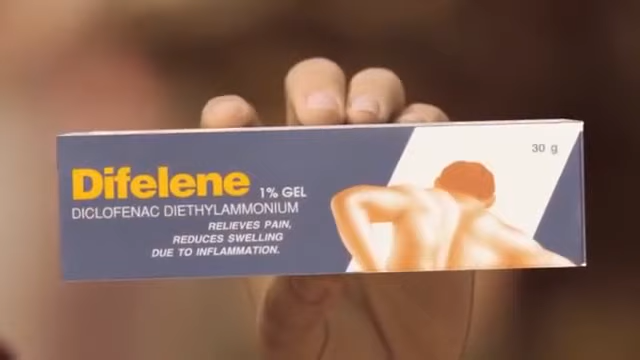 Difelene 1% GEL
DICLOFENAC DIETHYLAMMONIUM
RELIEVES PAIN,
REDUCES SWELLING
DUE TO INFLAMMATION.
30 g